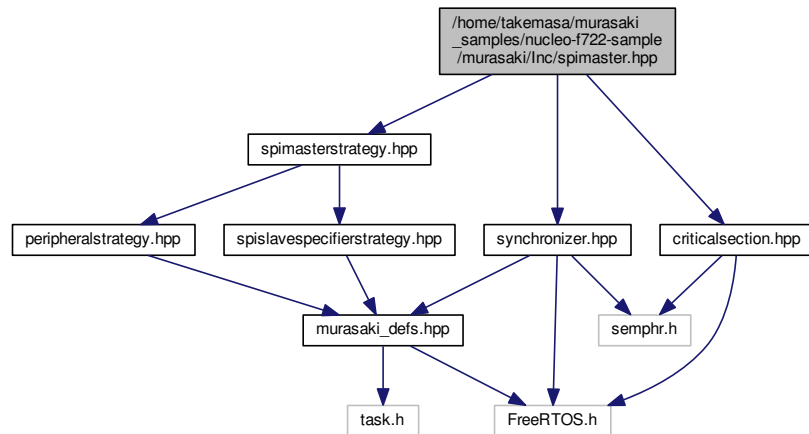 /home/takemasa/murasaki
_samples/nucleo-f722-sample
/murasaki/Inc/spimaster.hpp
spimasterstrategy.hpp
peripheralstrategy.hpp
spislavespecifierstrategy.hpp
synchronizer.hpp
criticalsection.hpp
murasaki_defs.hpp
semphr.h
task.h
FreeRTOS.h